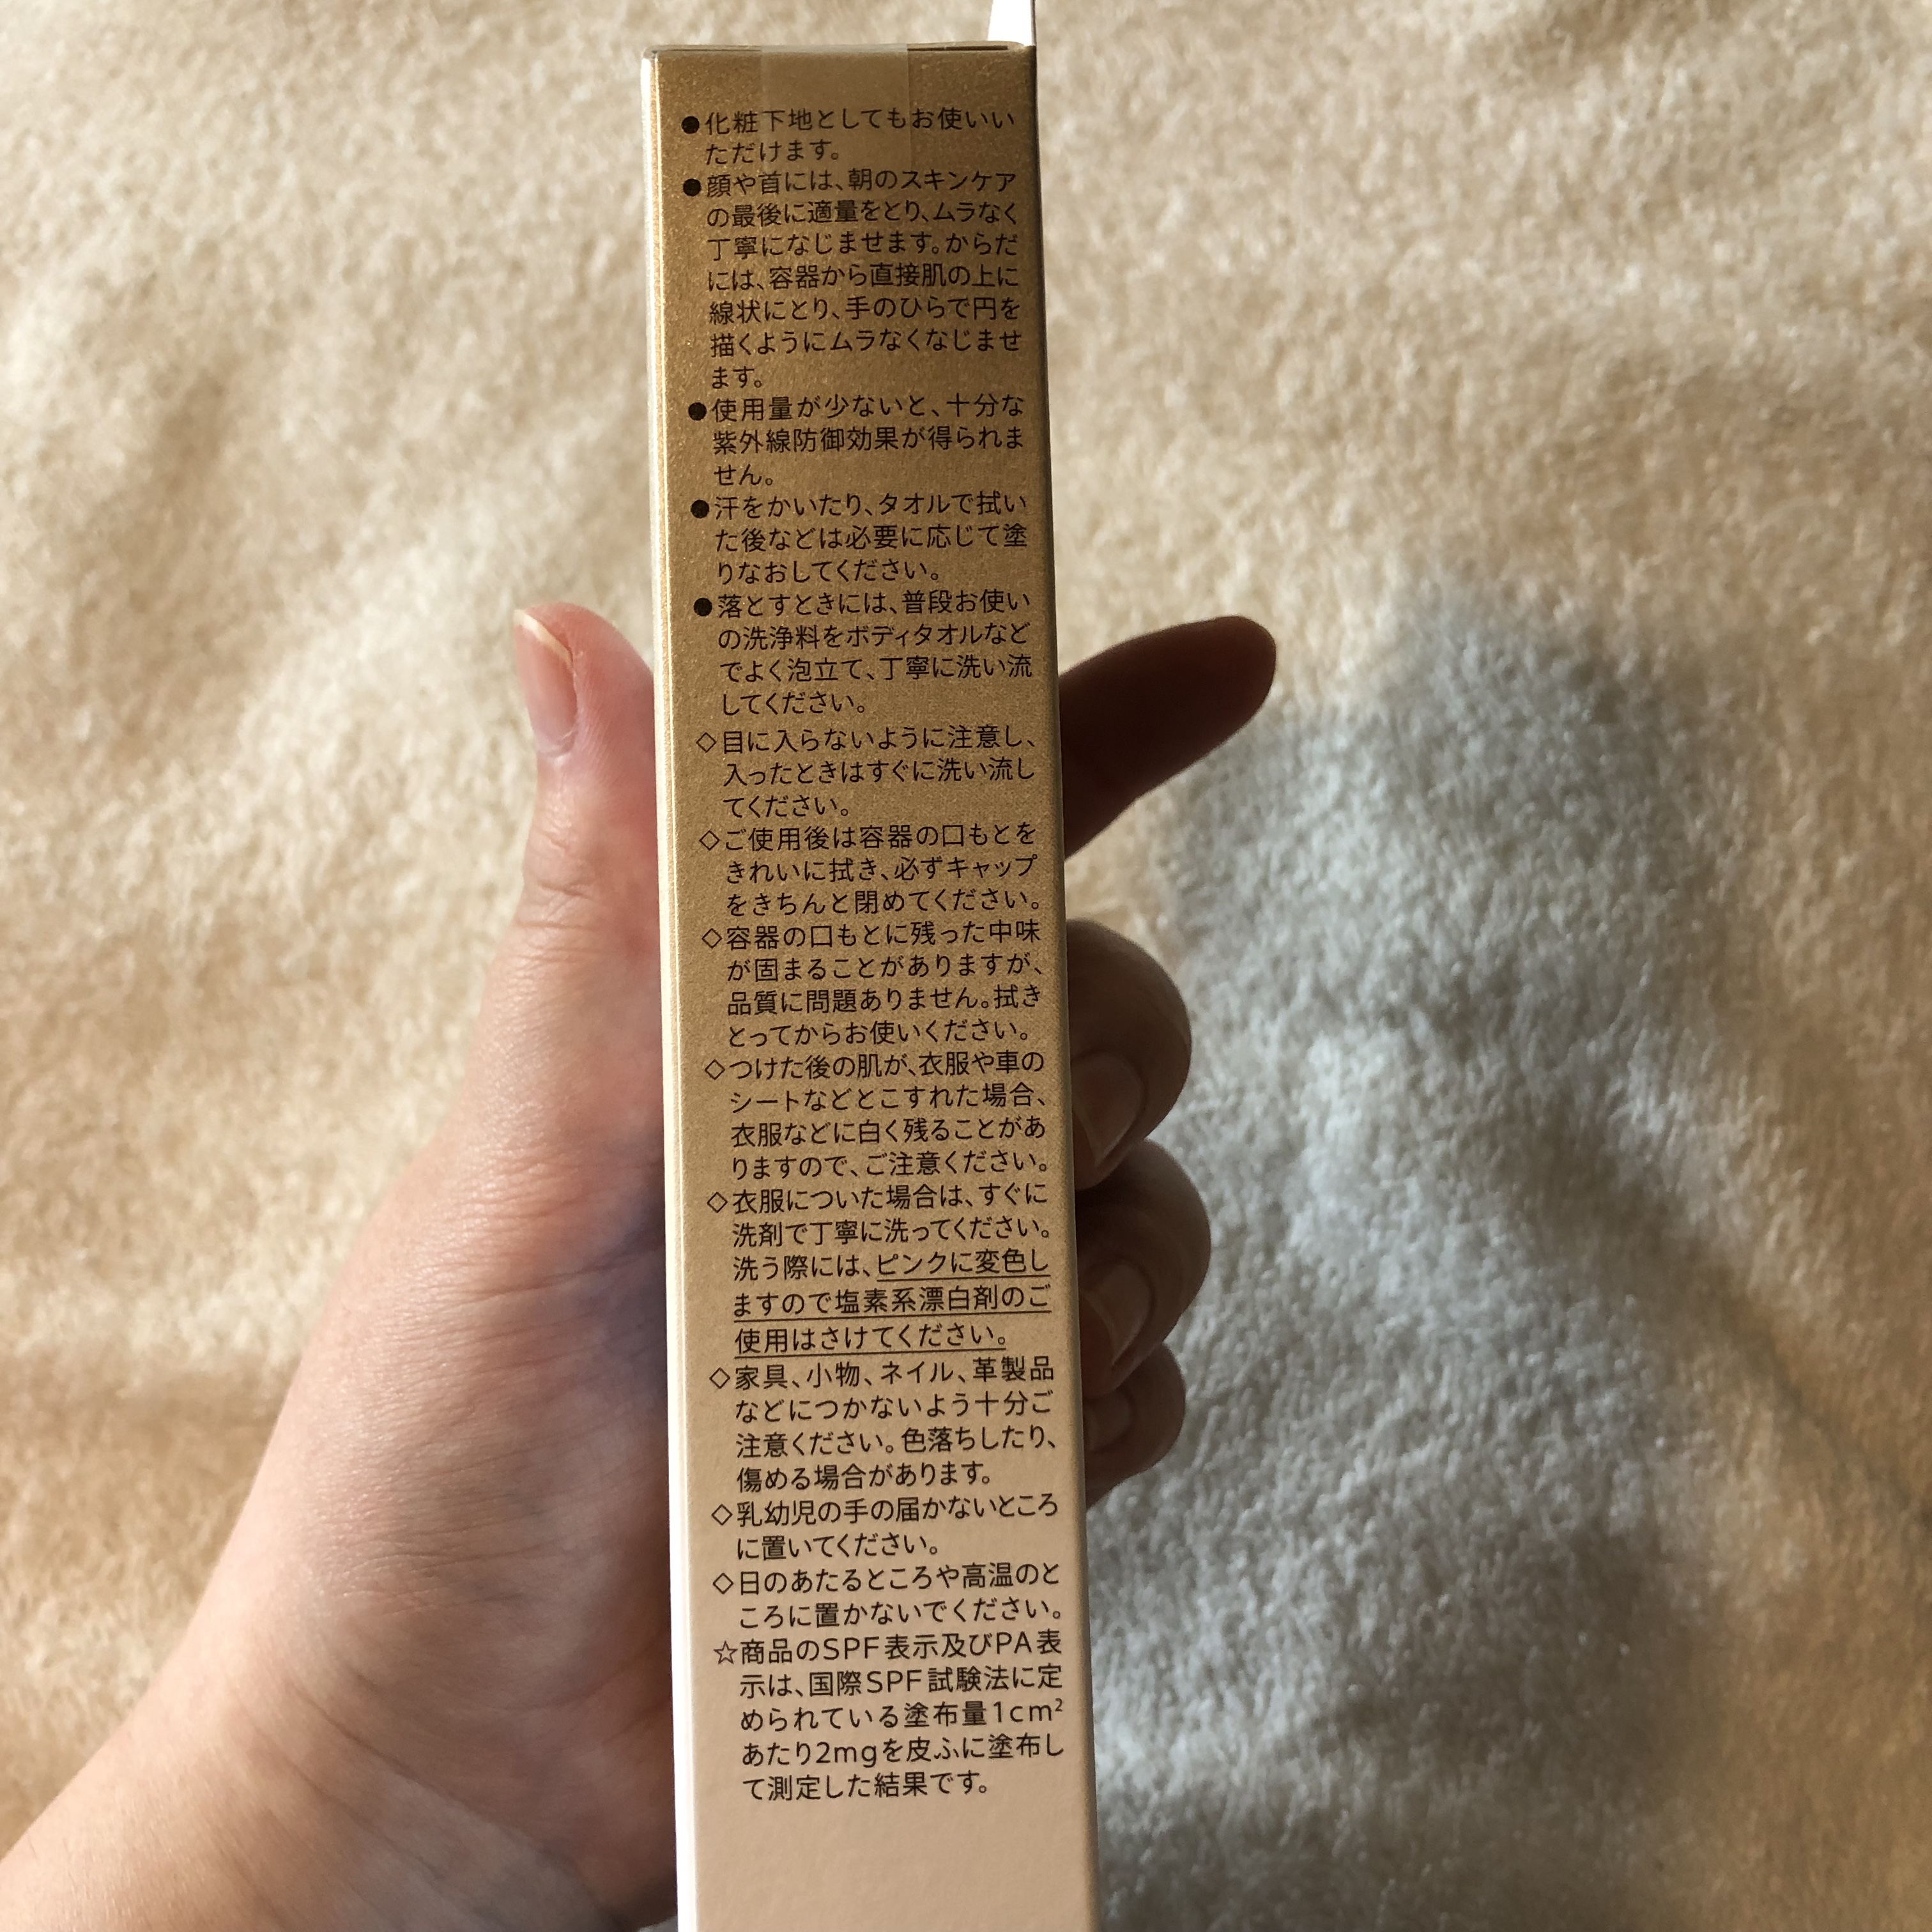 ●化粧下地としてもお使いい
ただけます。
●顔や首には、朝のスキンケア
の最後に適量をとり、ムラなく
丁寧になじませます。からだ
には、容器から直接肌の上に
線状にとり、手のひらで円を
描くようにムラなくなじませ
ます。
●使用量が少ないと、十分な
紫外線防御効果が得られま
せん。
●汗をかいたり、タオルで拭い
た後などは必要に応じて塗
りなおしてください。
●落とすときには、普段お使い
の洗浄料をボディタオルなど
でよく泡立て、丁寧に洗い流
してください。
◇目に入らないように注意し、
入ったときはすぐに洗い流し
てください。
◇ご使用後は容器の口もとを
きれいに拭き、必ずキャップ
をきちんと閉めてください。
◇容器の口もとに残った中味
が固まることがありますが、
品質に問題ありません。拭き
とってからお使いください。
◇つけた後の肌が、衣服や車の
シートなどとこすれた場合、
衣服などに白く残ることがあ
りますので、ご注意ください。
◇衣服についた場合は、すぐに
洗剤で丁寧に洗ってください。
洗う際には、ピンクに変色し
ますので塩素系漂白剤のご
使用はさけてください。
◇家具、小物、ネイル、革製品
などにつかないよう十分ご
注意ください。色落ちしたり、
傷める場合があります。
◇乳幼児の手の届かないところ
に置いてください。
◇日のあたるところや高温のと
ころに置かないでください。
☆商品のSPF表示及びPA表
示は、国際SPF試験法に定
められている塗布量1cm²
あたり2mgを皮ふに塗布し
て測定した結果です。